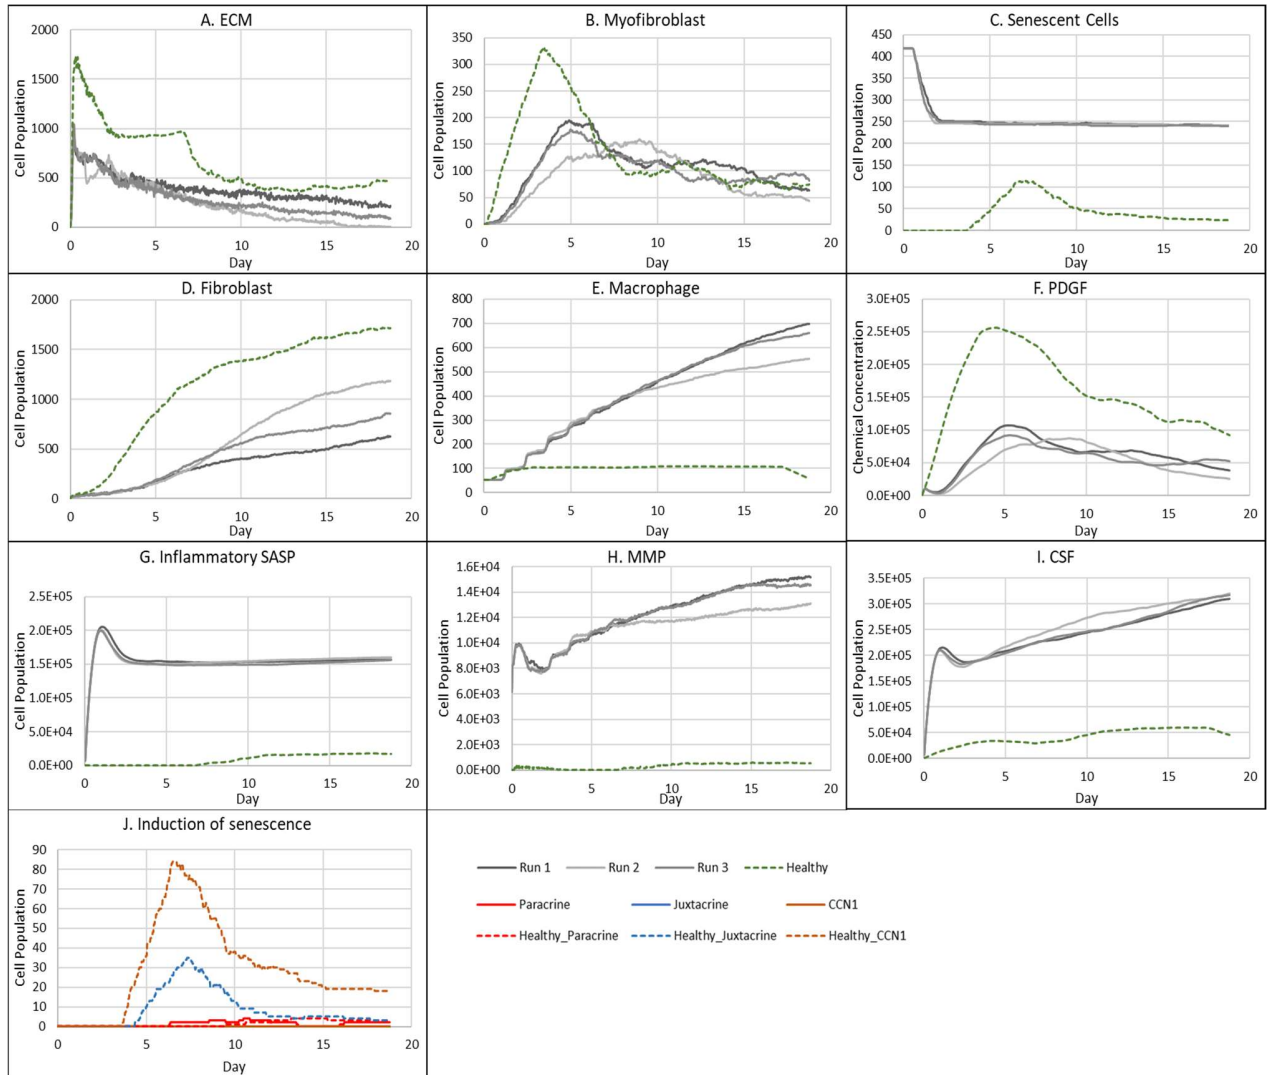 A. ECM
2000
1500
1000
500
0
0 5 10 15 20
Cell Population
Day
B. Myofibroblast
350
300
250
200
150
100
50
0
0 5 10 15 20
Cell Population
Day
C. Senescent Cells
450
400
350
300
250
200
150
100
50
0
0 5 10 15 20
Cell Population
Day
D. Fibroblast
2000
1500
1000
500
0
0 5 10 15 20
Cell Population
Day
E. Macrophage
800
700
600
500
400
300
200
100
0
0 5 10 15 20
Cell Population
Day
F. PDGF
3.0E+05
2.5E+05
2.0E+05
1.5E+05
1.0E+05
5.0E+04
0.0E+00
0 5 10 15 20
Chemical Concentration
Day
G. Inflammatory SASP
2.5E+05
2.0E+05
1.5E+05
1.0E+05
5.0E+04
0.0E+00
0 5 10 15 20
Cell Population
Day
H. MMP
1.6E+04
1.4E+04
1.2E+04
1.0E+04
8.0E+03
6.0E+03
4.0E+03
2.0E+03
0.0E+00
0 5 10 15 20
Cell Population
Day
I. CSF
3.5E+05
3.0E+05
2.5E+05
2.0E+05
1.5E+05
1.0E+05
5.0E+04
0.0E+00
0 5 10 15 20
Cell Population
Day
J. Induction of senescence
90
80
70
60
50
40
30
20
10
0
0 5 10 15 20
Cell Population
Day
Run 1 Run 2 Run 3 Healthy
Paracrine Juxtacrine CCN1
Healthy_Paracrine Healthy_Juxtacrine Healthy_CCN1